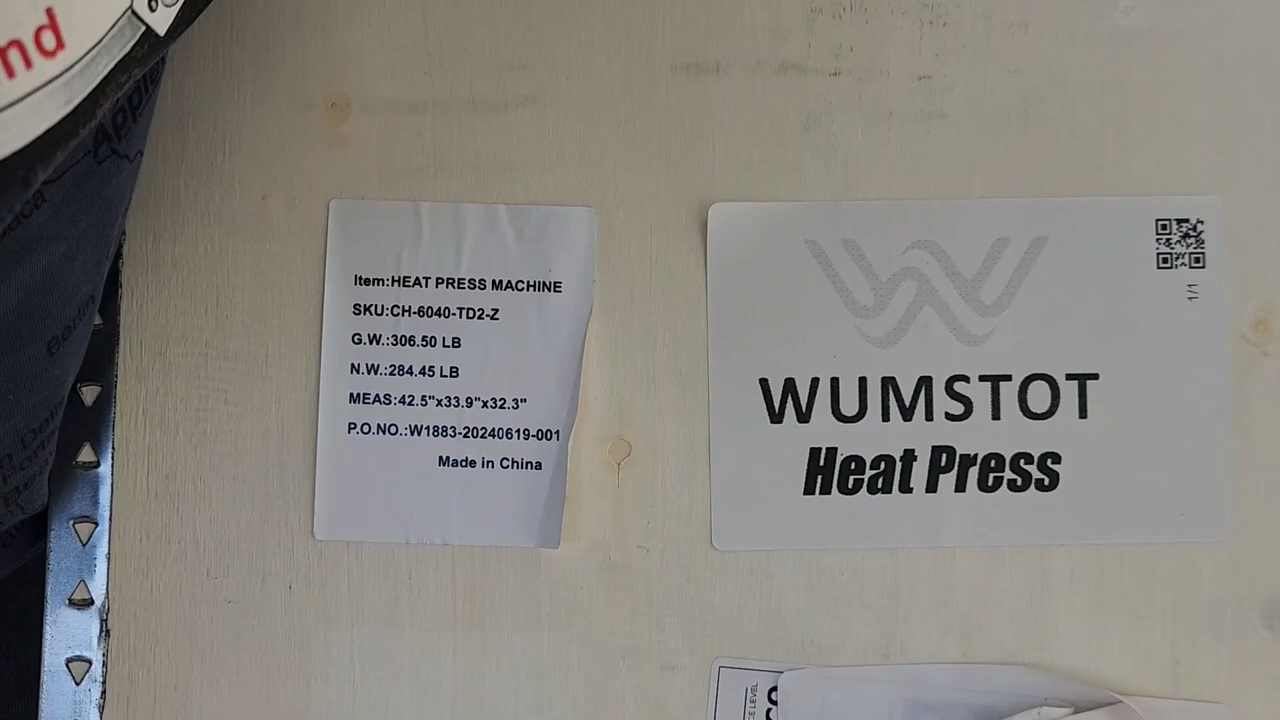 nd
Berlin
Item:HEAT PRESS MACHINE
SKU:CH-6040-TD2-Z
G.W.:306.50 LB
N.W.:284.45 LB
MEAS:42.5"x33.9"x32.3"
P.O.NO.:W1883-20240619-001
Made in China
1/1
WUMSTOT
Heat Press